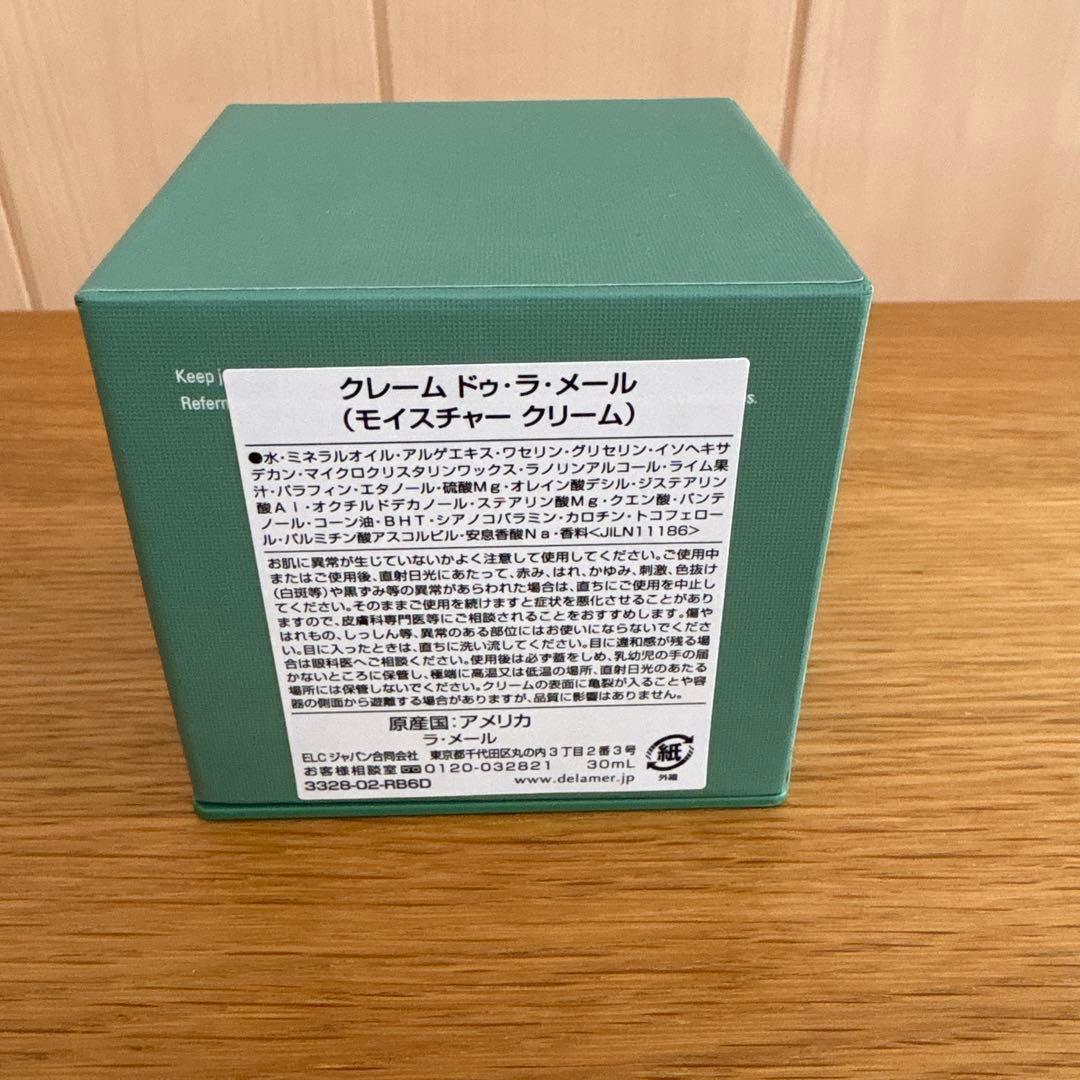 Keep j
Refern
s.
クレーム ドゥ・ラ・メール
(モイスチャー クリーム)
●水・ミネラルオイル・アルゲエキス・ワセリン・グリセリン・イソヘキサ
デカン・マイクロクリスタリンワックス・ラノリンアルコール・ライム果
汁・パラフィン・エタノール・硫酸Mg・オレイン酸デシル・ジステアリン
酸Al・オクチルドデカノール・ステアリン酸Mg・クエン酸・パンテ
ノール・コーン油・BHT・シアノコバラミン・カロチン・トコフェロー
ル・パルミチン酸アスコルビル・安息香酸Na・香料<JILN11186>
お肌に異常が生じていないかよく注意して使用してください。ご使用中
またはご使用後、直射日光にあたって、赤み、はれ、かゆみ、刺激、色抜け
(白斑等)や黒ずみ等の異常があらわれた場合は、直ちにご使用を中止し
てください。そのままご使用を続けますと症状を悪化させることがあり
ますので、皮膚科専門医等にご相談されることをおすすめします。傷や
はれもの、しっしん等、異常のある部位にはお使いにならないでくださ
い。目に入ったときは、直ちに洗い流してください。目に違和感が残る場
合は眼科医へご相談ください。使用後は必ず蓋をしめ、乳幼児の手の届
かないところに保管し、極端に高温又は低温の場所、直射日光のあたる
場所には保管しないでください。クリームの表面に亀裂が入ることや容
器の側面から遊離する場合がありますが、品質に影響はありません。
原産国:アメリカ
ラ・メール
ELCジャパン合同会社 東京都千代田区丸の内3丁目2番3号
お客様相談室 0120-032821 30mL
3328-02-RB6D www.delamer.jp
紙
外箱